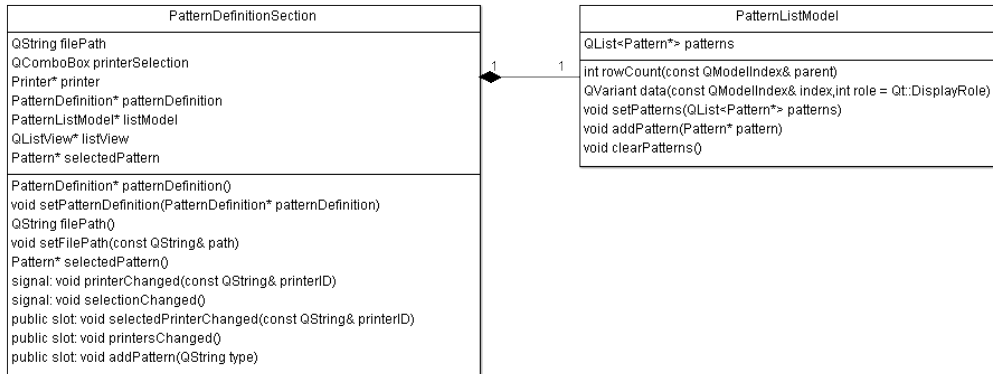 PatternDefinitionSection
QString filePath
QComboBox printerSelection
Printer* printer
PatternDefinition* patternDefinition
PatternListModel* listModel
QListView* listView
Pattern* selectedPattern
PatternDefinition* patternDefinition()
void setPatternDefinition(PatternDefinition* patternDefinition)
QString filePath()
void setFilePath(const QString& path)
Pattern* selectedPattern()
signal: void printerChanged(const QString& printerID)
signal: void selectionChanged()
public slot: void selectedPrinterChanged(const QString& printerID)
public slot: void printersChanged()
public slot: void addPattern(QString type)
1
1
PatternListModel
QList<Pattern*> patterns
int rowCount(const QModelIndex& parent)
QVariant data(const QModelIndex& index,int role = Qt::DisplayRole)
void setPatterns(QList<Pattern*> patterns)
void addPattern(Pattern* pattern)
void clearPatterns()